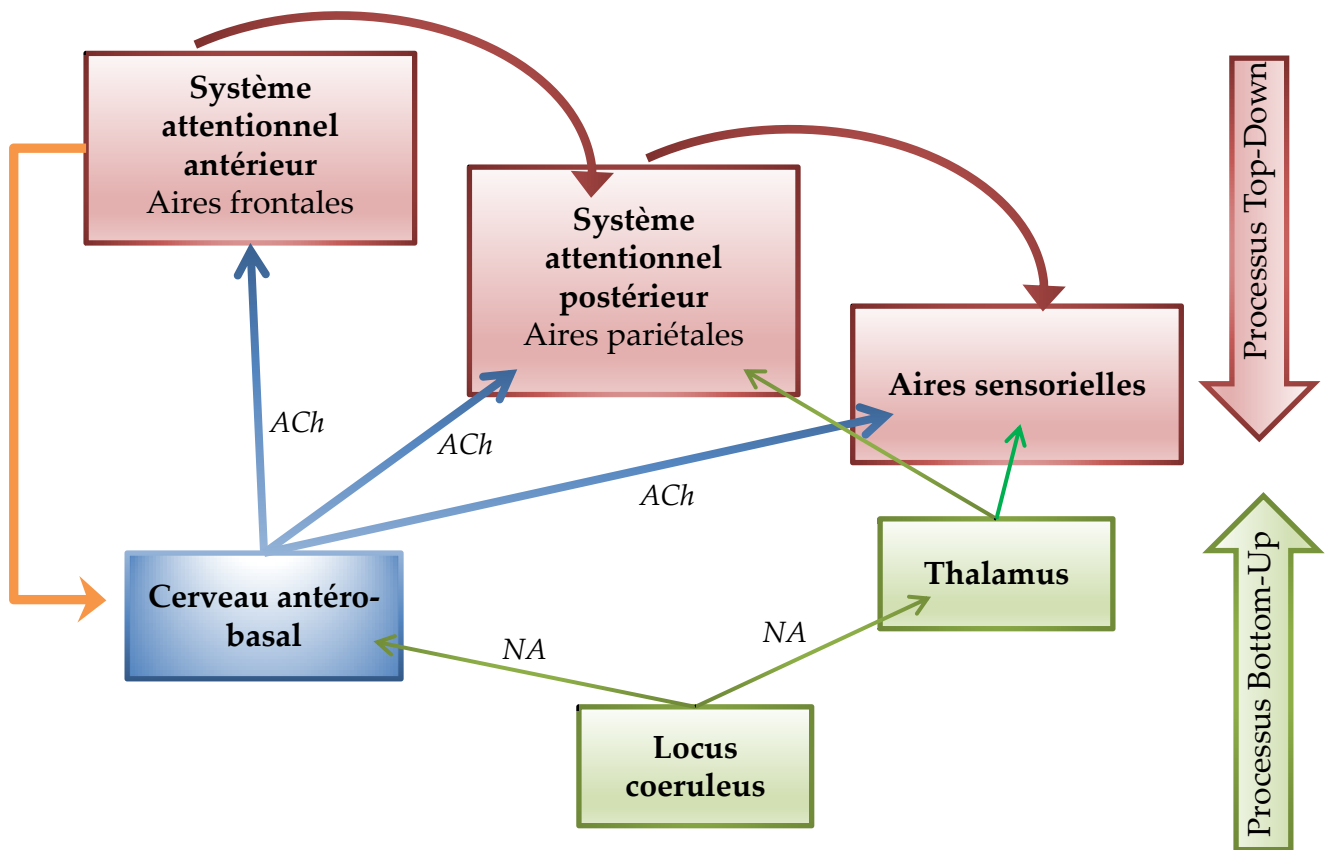 Système
attentionnel
antérieur
Aires frontales
Système
attentionnel
postérieur
Aires pariétales
Aires sensorielles
Processus Top-Down
ACh
ACh
ACh
Thalamus
Cerveau antéro-
basal
NA
NA
Locus
coeruleus
Processus Bottom-Up